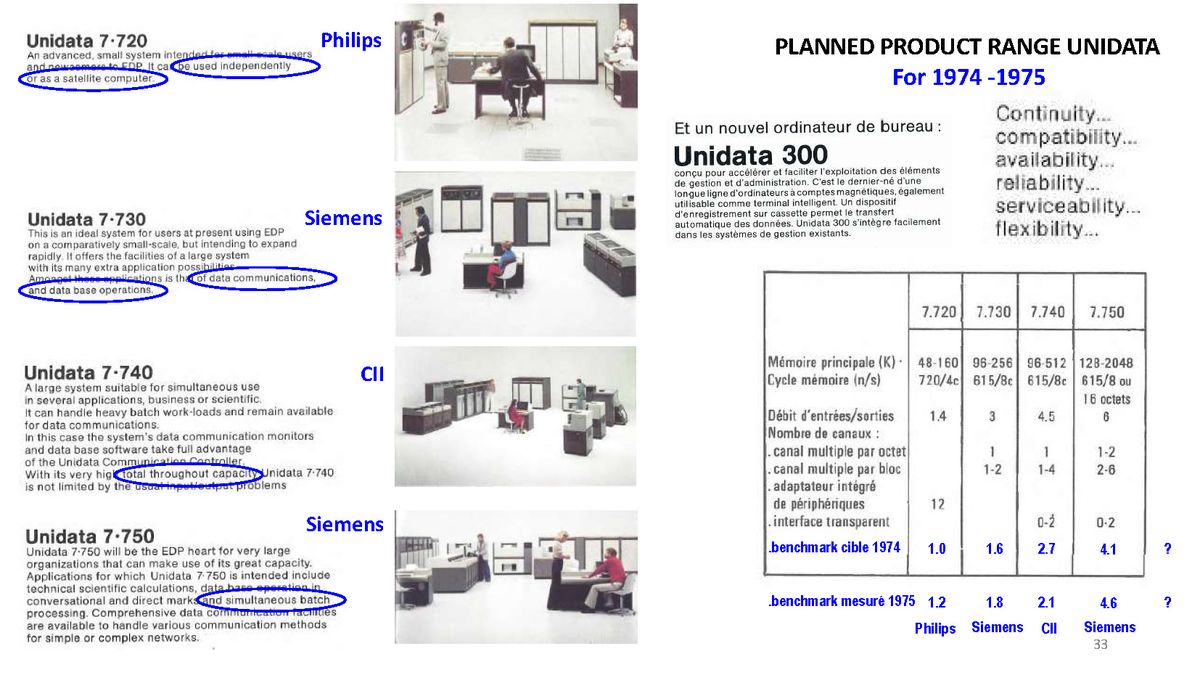 Unidata 7·720
Philips
An advanced, small system intended for small scale users
and newcomers to EDP. It can be used independently
or as a satellite computer.
Unidata 7·730
Siemens
This is an ideal system for users at present using EDP
on a comparatively small-scale, but intending to expand
rapidly. It offers the facilities of a large system
with its many extra application possibilities.
Amongst these applications is that of data communications,
and data base operations.
Unidata 7·740
CII
A large system suitable for simultaneous use
in several applications, business or scientific.
It can handle heavy batch work-loads and remain available
for data communications.
In this case the system's data communication monitors
and data base software take full advantage
of the Unidata Communication Controller.
With its very high total throughout capacity Unidata 7·740
is not limited by the usual input/output problems
Unidata 7·750
Siemens
Unidata 7·750 will be the EDP heart for very large
organizations that can make use of its great capacity.
Applications for which Unidata 7·750 is intended include
technical scientific calculations, data base operation in
conversational and direct marks and simultaneous batch
processing. Comprehensive data communication facilities
are available to handle various communication methods
for simple or complex networks.
PLANNED PRODUCT RANGE UNIDATA
For 1974 -1975
Et un nouvel ordinateur de bureau :
Unidata 300
conçu pour accélérer et faciliter l'exploitation des éléments
de gestion et d'administration. C'est le dernier-né d'une
longue ligne d'ordinateurs à comptes magnétiques, également
utilisable comme terminal intelligent. Un dispositif
d'enregistrement sur cassette permet le transfert
automatique des données. Unidata 300 s'intègre facilement
dans les systèmes de gestion existants.
Continuity...
compatibility...
availability...
reliability...
serviceability...
flexibility...
7.720 7.730 7.740 7.750
Mémoire principale (K) · 48-160 96-256 96-512 128-2048
Cycle mémoire (n/s) 720/4c 615/8c 615/8c 615/8 ou
16 octets
Débit d'entrées/sorties 1.4 3 4.5 6
Nombre de canaux :
. canal multiple par octet 1 1 1-2
. canal multiple par bloc 1-2 1-4 2-6
. adaptateur intégré
de périphériques 12
. interface transparent 0-2 0-2
.benchmark cible 1974 1.0 1.6 2.7 4.1 ?
.benchmark mesuré 1975 1.2 1.8 2.1 4.6 ?
Philips Siemens CII Siemens
33